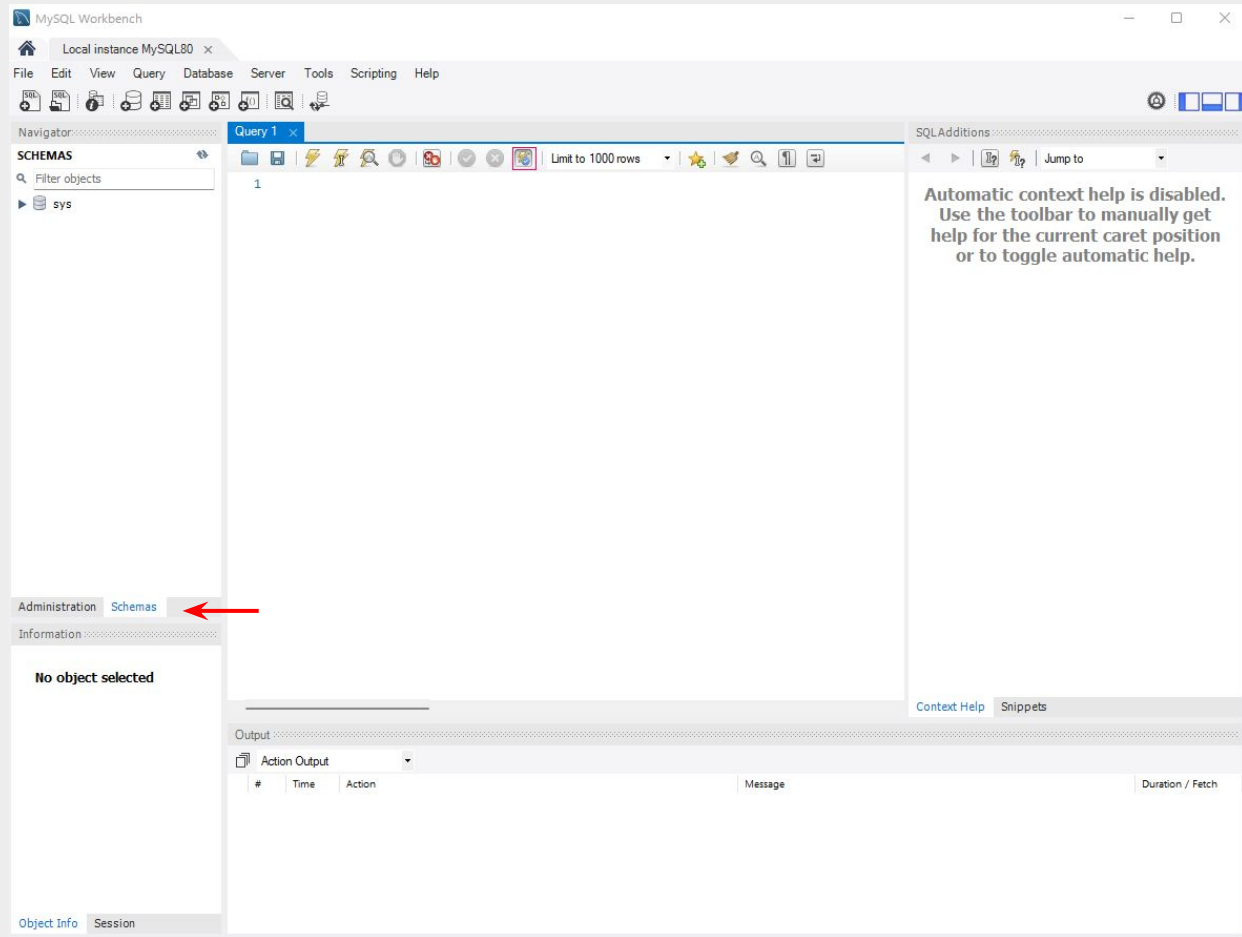 MySQL Workbench
Local instance MySQL80
File Edit View Query Database Server Tools Scripting Help
Navigator
SCHEMAS
Filter objects
sys
Administration Schemas
Information
No object selected
Object Info Session
Query 1
Limit to 1000 rows
1
Output
Action Output
# Time Action Message Duration / Fetch
SQLAdditions
Jump to
Automatic context help is disabled.
Use the toolbar to manually get
help for the current caret position
or to toggle automatic help.
Context Help Snippets